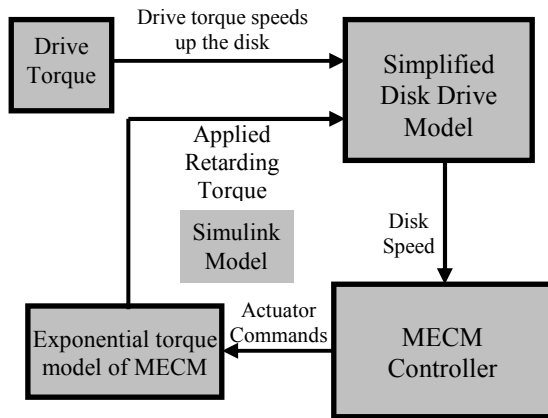 Drive torque speeds
up the disk
Drive
Torque
Simplified
Disk Drive
Model
Applied
Retarding
Torque
Simulink
Model
Disk
Speed
Actuator
Commands
Exponential torque
model of MECM
MECM
Controller